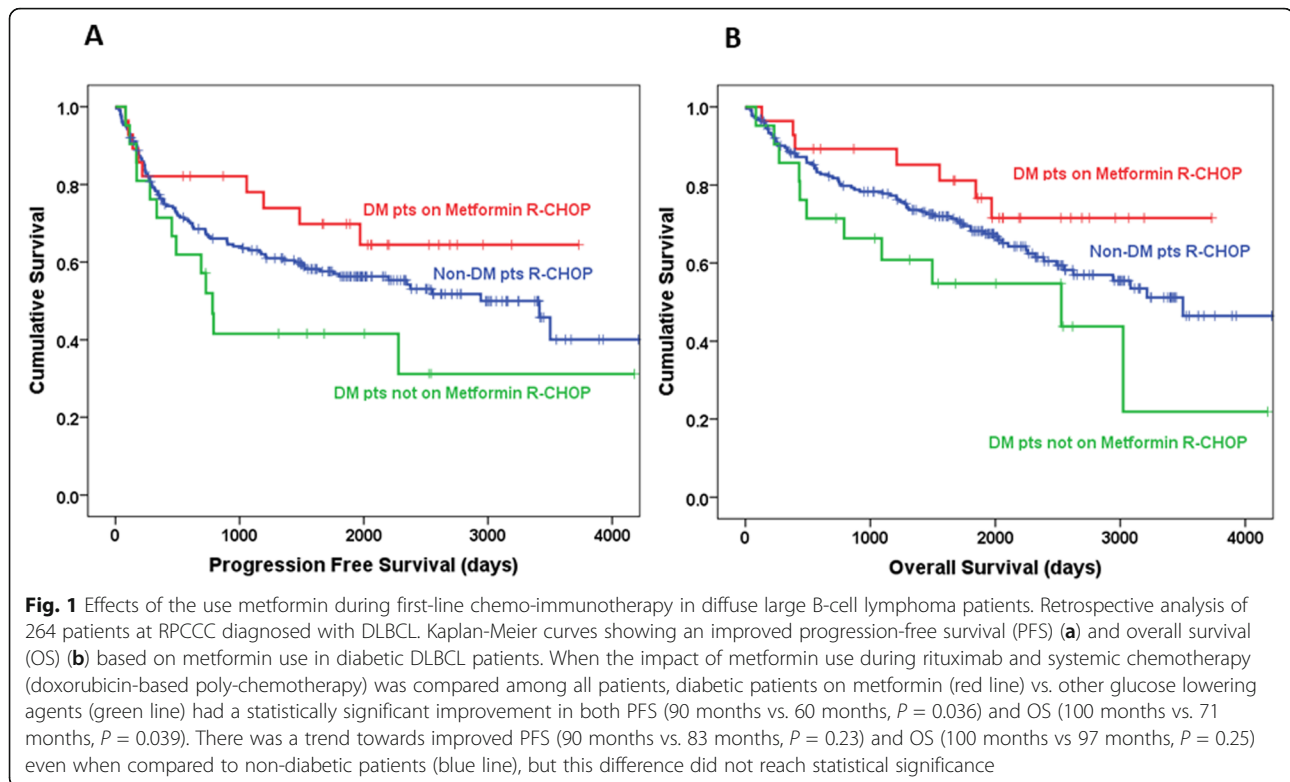 A
B
1.0
0.8
0.6
0.4
0.2
0.0
Cumulative Survival
DM pts on Metformin R-CHOP
Non-DM pts R-CHOP
DM pts not on Metformin R-CHOP
0 1000 2000 3000 4000
Progression Free Survival (days)
1.0
0.8
0.6
0.4
0.2
0.0
Cumulative Survival
DM pts on Metformin R-CHOP
Non-DM pts R-CHOP
DM pts not on Metformin R-CHOP
0 1000 2000 3000 4000
Overall Survival (days)
Fig. 1 Effects of the use metformin during first-line chemo-immunotherapy in diffuse large B-cell lymphoma patients. Retrospective analysis of
264 patients at RPCCC diagnosed with DLBCL. Kaplan-Meier curves showing an improved progression-free survival (PFS) (a) and overall survival
(OS) (b) based on metformin use in diabetic DLBCL patients. When the impact of metformin use during rituximab and systemic chemotherapy
(doxorubicin-based poly-chemotherapy) was compared among all patients, diabetic patients on metformin (red line) vs. other glucose lowering
agents (green line) had a statistically significant improvement in both PFS (90 months vs. 60 months, P = 0.036) and OS (100 months vs. 71
months, P = 0.039). There was a trend towards improved PFS (90 months vs. 83 months, P = 0.23) and OS (100 months vs 97 months, P = 0.25)
even when compared to non-diabetic patients (blue line), but this difference did not reach statistical significance